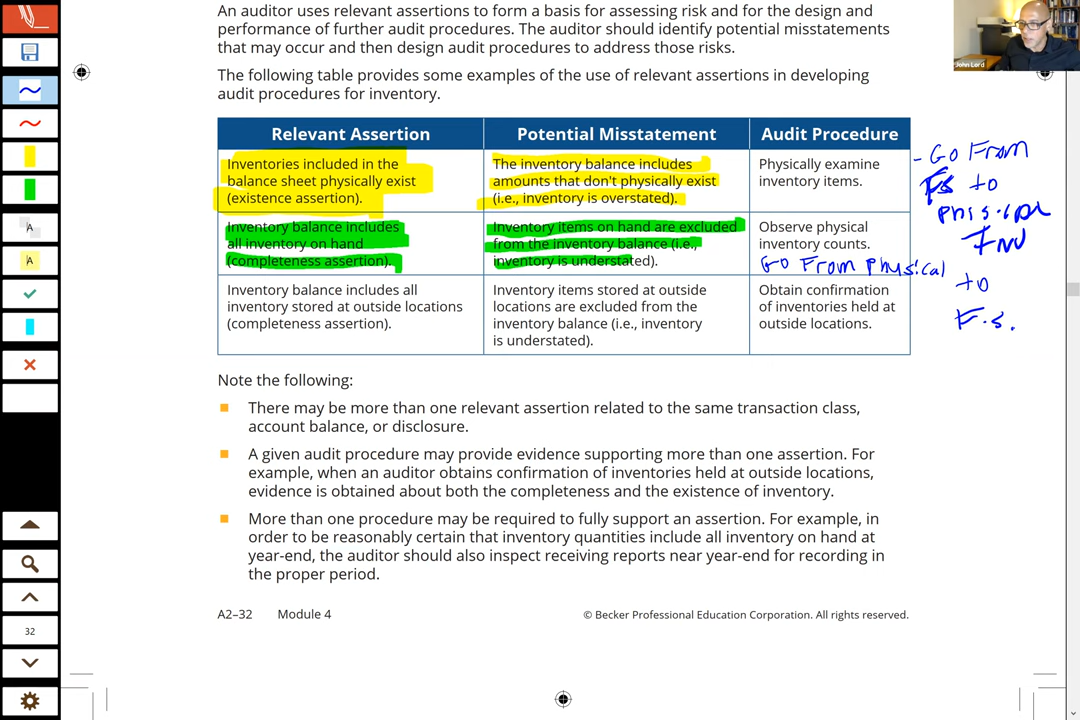 An auditor uses relevant assertions to form a basis for assessing risk and for the design and
performance of further audit procedures. The auditor should identify potential misstatements
that may occur and then design audit procedures to address those risks.
The following table provides some examples of the use of relevant assertions in developing
audit procedures for inventory.
Relevant Assertion
Potential Misstatement
Audit Procedure
Inventories included in the
balance sheet physically exist
(existence assertion).
The inventory balance includes
amounts that don't physically exist
(i.e., inventory is overstated).
Physically examine
inventory items.
- Go From
FS to
Inv
Inventory balance includes
all inventory on hand
(completeness assertion).
Inventory items on hand are excluded
from the inventory balance (i.e.,
inventory is understated).
Observe physical
inventory counts.
Go From Physical
to
F.S.
Inventory balance includes all
inventory stored at outside locations
(completeness assertion).
Inventory items stored at outside
locations are excluded from the
inventory balance (i.e., inventory
is understated).
Obtain confirmation
of inventories held at
outside locations.
Note the following:
There may be more than one relevant assertion related to the same transaction class,
account balance, or disclosure.
A given audit procedure may provide evidence supporting more than one assertion. For
example, when an auditor obtains confirmation of inventories held at outside locations,
evidence is obtained about both the completeness and the existence of inventory.
More than one procedure may be required to fully support an assertion. For example, in
order to be reasonably certain that inventory quantities include all inventory on hand at
year-end, the auditor should also inspect receiving reports near year-end for recording in
the proper period.
A2–32 Module 4
© Becker Professional Education Corporation. All rights reserved.
John Lord
A
A
32